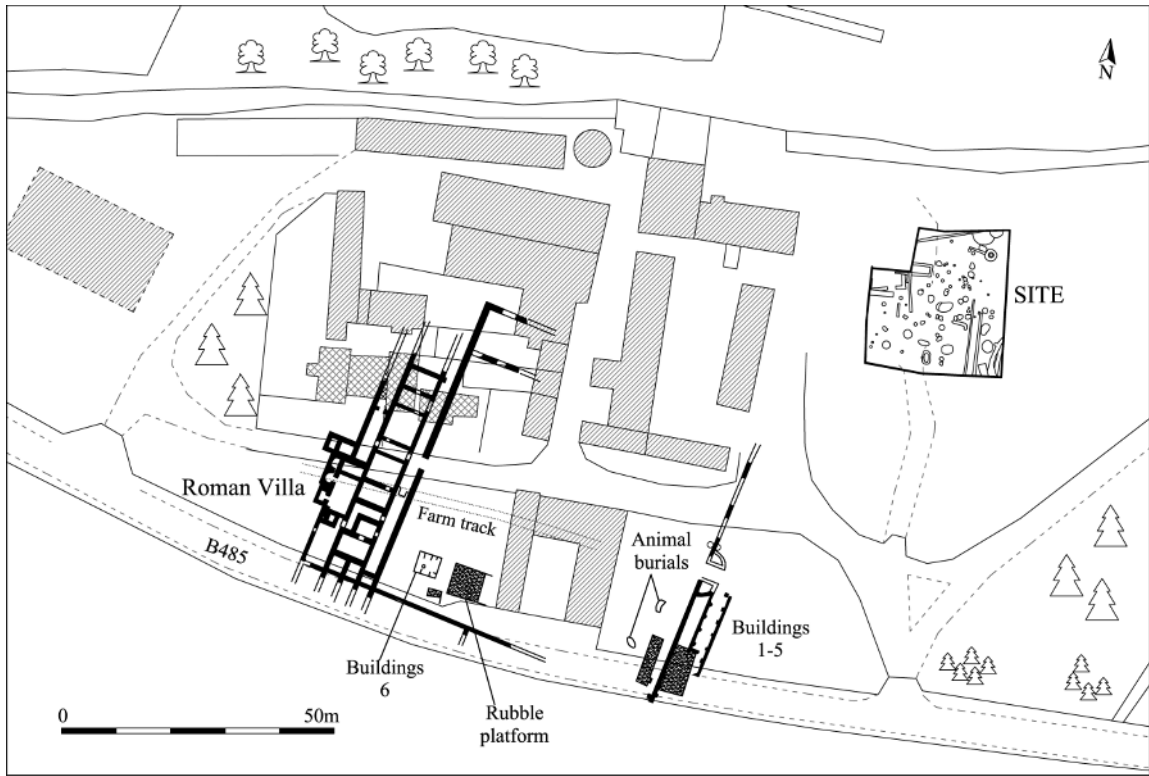 N
SITE
Roman Villa
Farm track
Animal
burials
B485
Buildings
1-5
Buildings
6
Rubble
platform
0
50m